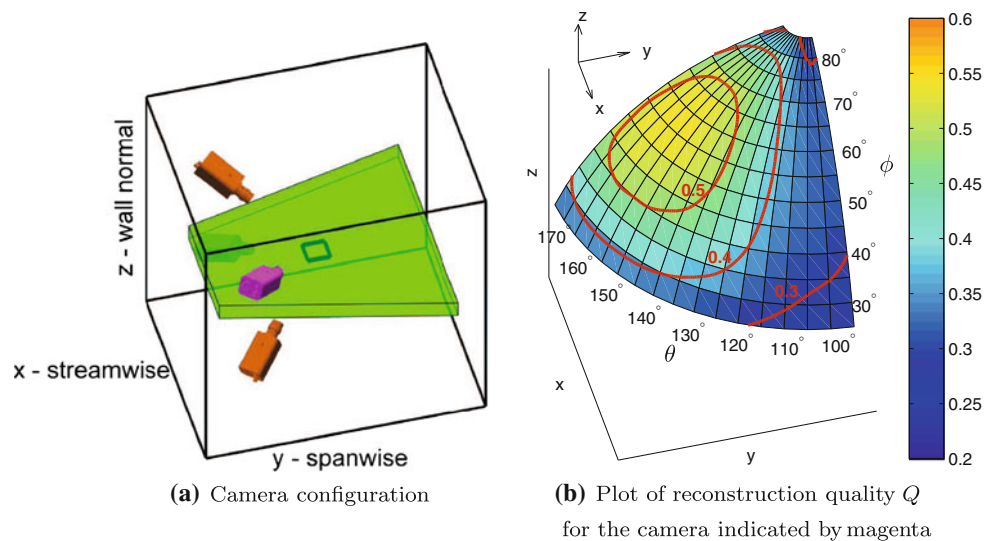 z - wall normal
x - streamwise
y - spanwise
(a) Camera configuration
z
y
x
0.6
0.55
0.5
0.45
0.4
0.35
0.3
0.25
0.2
80°
70°
60°
50°
40°
30°
ϕ
z
0.5
0.4
0.3
170°
160°
150°
140°
130°
120°
110°
100°
θ
x
y
(b) Plot of reconstruction quality Q
for the camera indicated by magenta